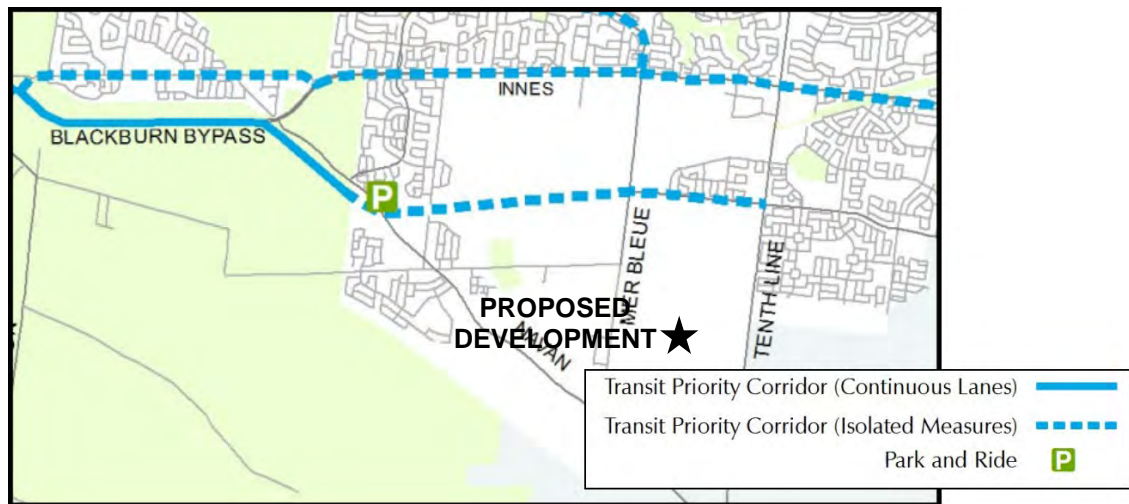 INNES
BLACKBURN BYPASS
P
MER BLEUE
TENTH LINE
PROPOSED
DEVELOPMENT
NAVAN
Transit Priority Corridor (Continuous Lanes)
Transit Priority Corridor (Isolated Measures)
Park and Ride P